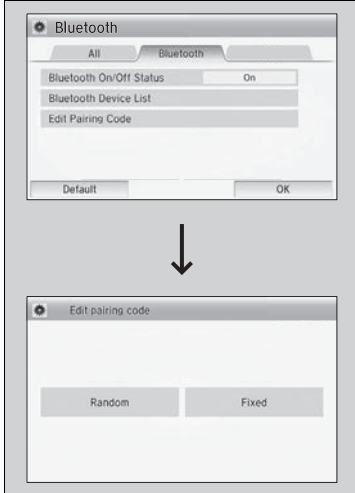 Bluetooth
All Bluetooth
Bluetooth On/Off Status On
Bluetooth Device List
Edit Pairing Code
Default OK
Edit pairing code
Random Fixed